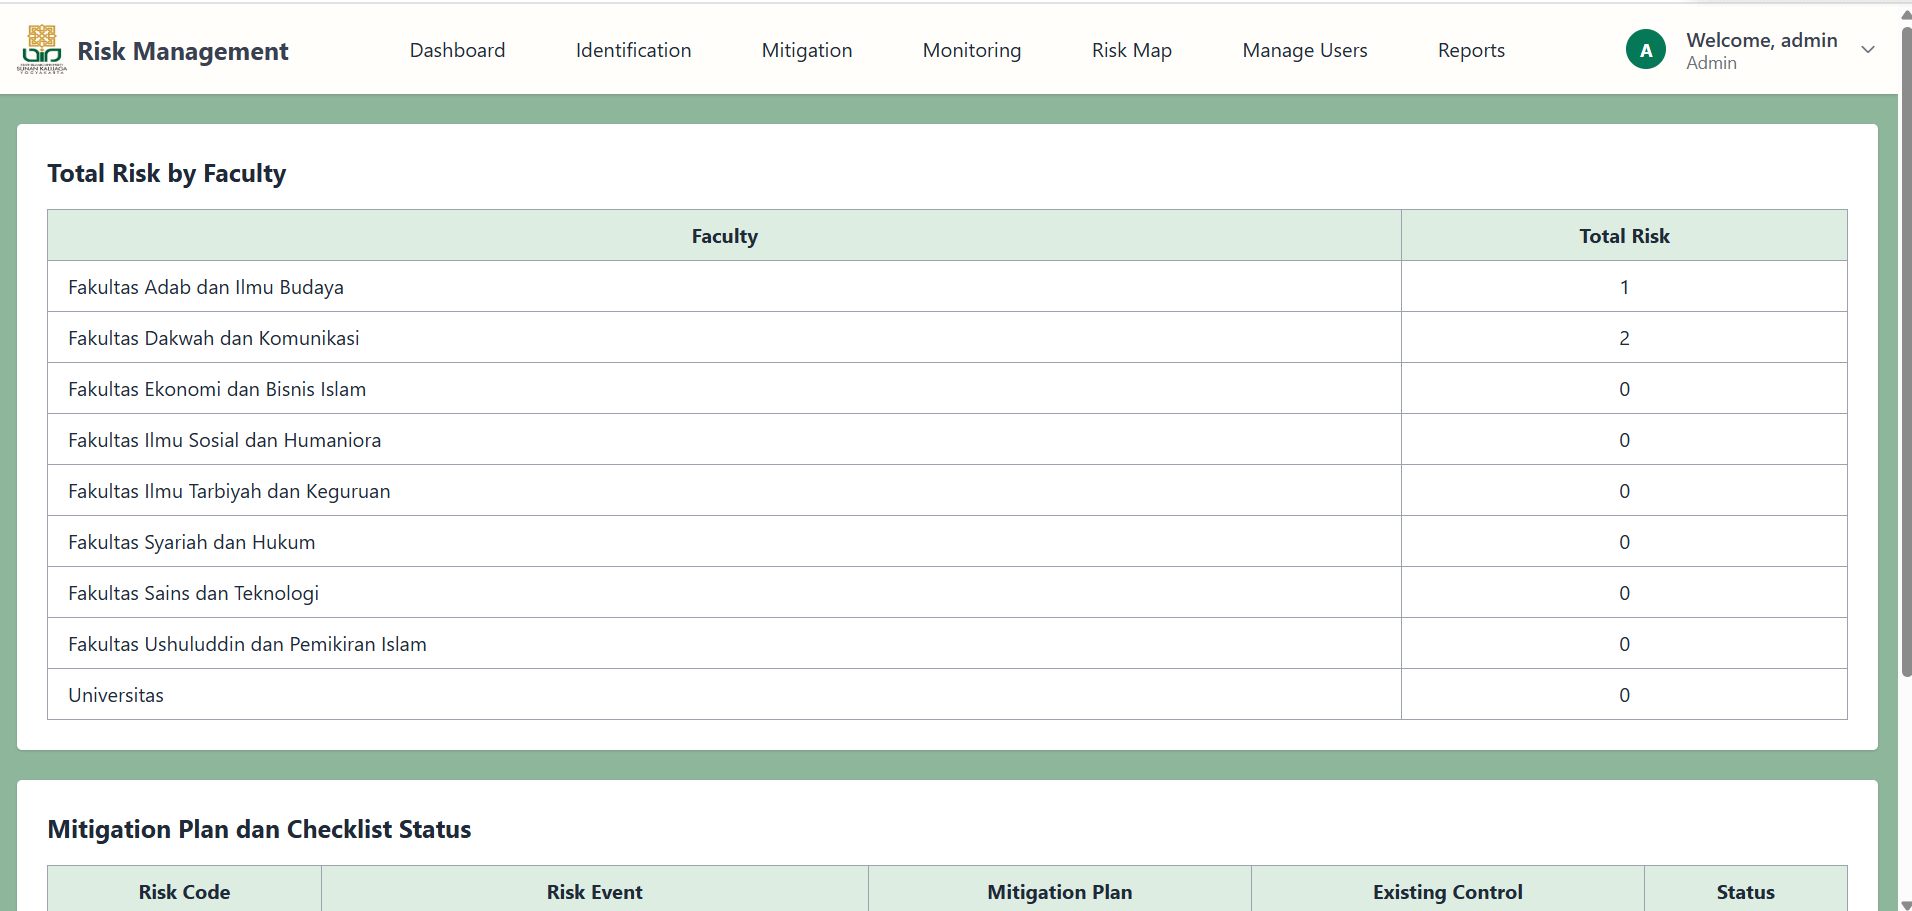 SUNAN KALIJAGA
YOGYAKARTA
Risk Management
Dashboard
Identification
Mitigation
Monitoring
Risk Map
Manage Users
Reports
A
Welcome, admin
Admin
Total Risk by Faculty
Faculty Total Risk
Fakultas Adab dan Ilmu Budaya 1
Fakultas Dakwah dan Komunikasi 2
Fakultas Ekonomi dan Bisnis Islam 0
Fakultas Ilmu Sosial dan Humaniora 0
Fakultas Ilmu Tarbiyah dan Keguruan 0
Fakultas Syariah dan Hukum 0
Fakultas Sains dan Teknologi 0
Fakultas Ushuluddin dan Pemikiran Islam 0
Universitas 0
Mitigation Plan dan Checklist Status
Risk Code Risk Event Mitigation Plan Existing Control Status